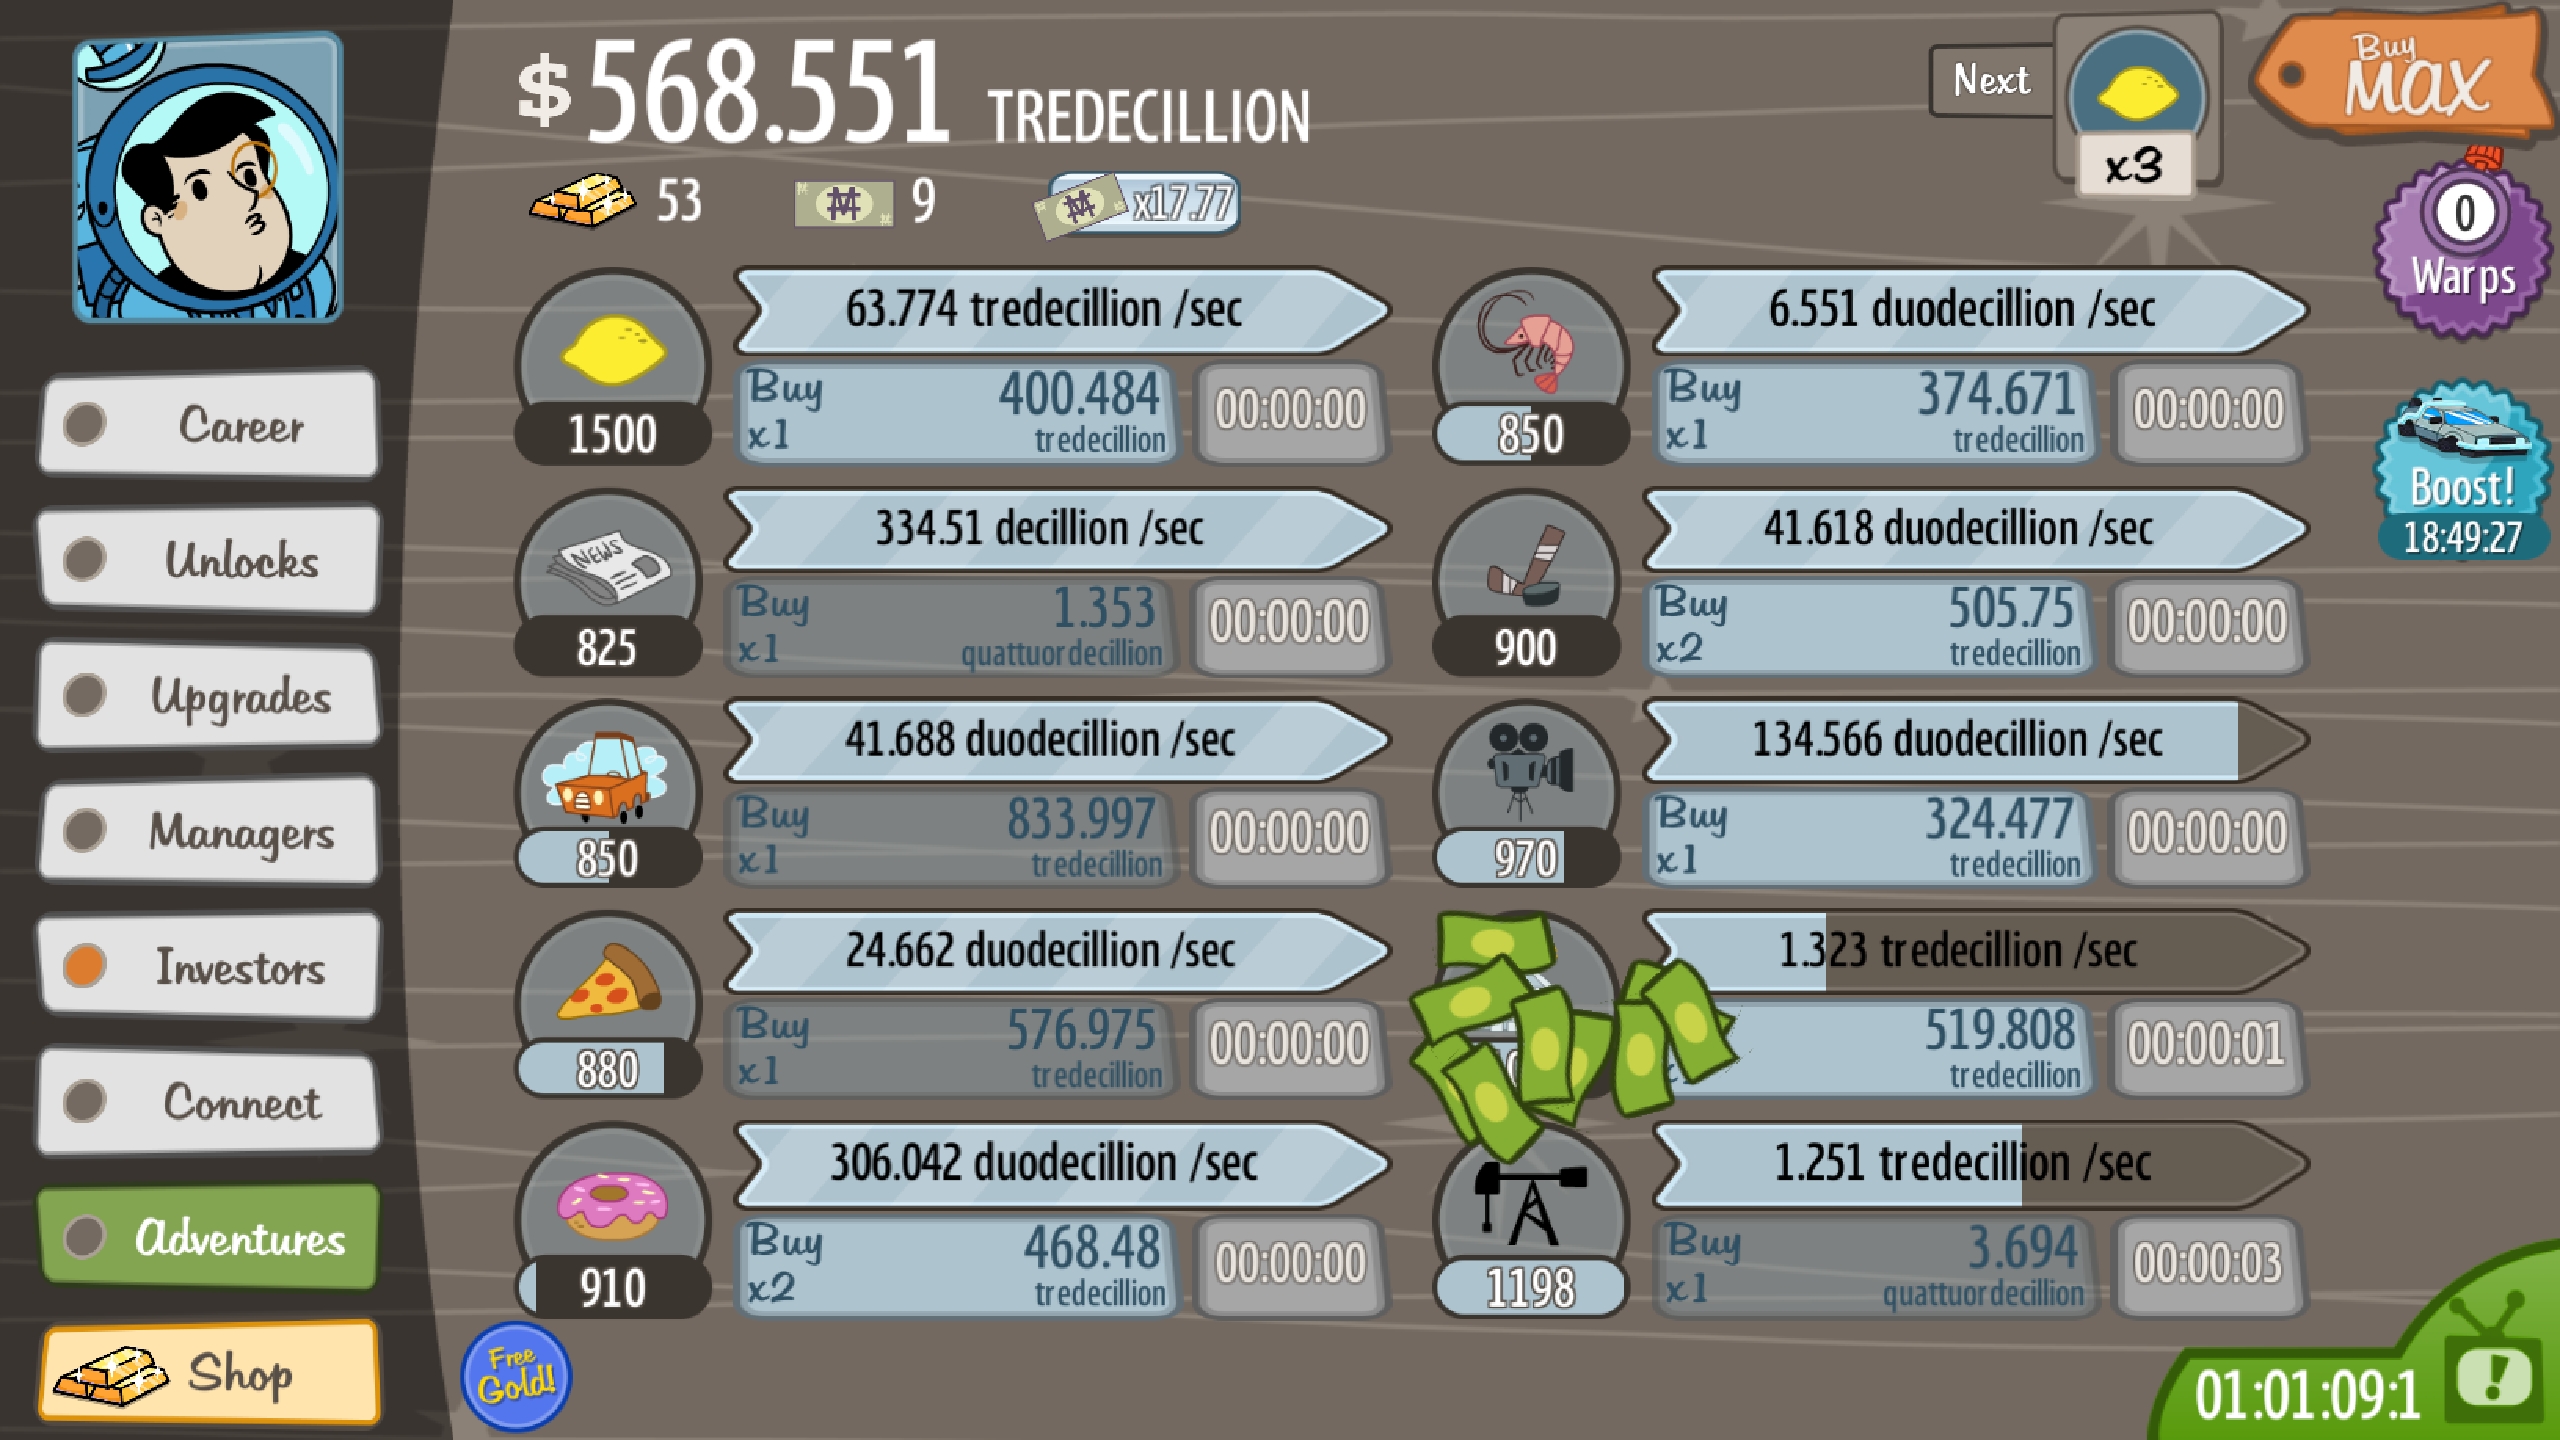 $568.551 TREDECILLION
53
9
x17.77
Next
x3
Buy
MAX
0
Warps
Boost!
18:49:27
Career
Unlocks
Upgrades
Managers
Investors
Connect
Adventures
Shop
63.774 tredecillion /sec
Buy x1
400.484 tredecillion
00:00:00
1500
6.551 duodecillion /sec
Buy x1
374.671 tredecillion
00:00:00
850
334.51 decillion /sec
NEWS
Buy x1
1.353 quattuordecillion
00:00:00
825
41.618 duodecillion /sec
Buy x2
505.75 tredecillion
00:00:00
900
41.688 duodecillion /sec
Buy x1
833.997 tredecillion
00:00:00
850
134.566 duodecillion /sec
Buy x1
324.477 tredecillion
00:00:00
970
24.662 duodecillion /sec
Buy x1
576.975 tredecillion
00:00:00
880
1.323 tredecillion /sec
519.808 tredecillion
00:00:01
306.042 duodecillion /sec
Buy x2
468.48 tredecillion
00:00:00
910
1.251 tredecillion /sec
Buy x1
3.694 quattuordecillion
00:00:03
1198
Free
Gold!
01:01:09:1